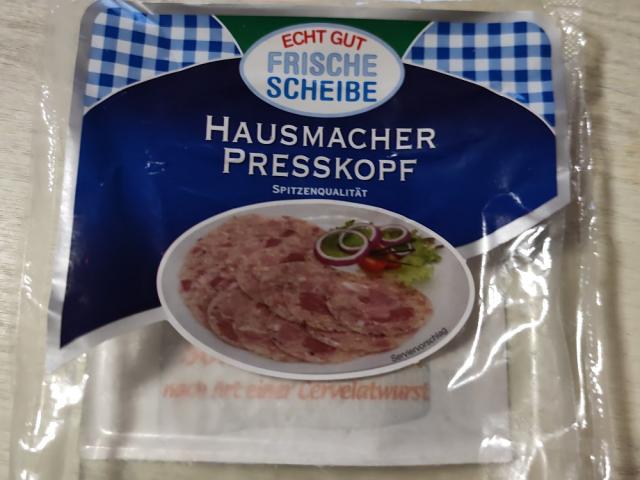 ECHT GUT
FRISCHE
SCHEIBE
HAUSMACHER
PRESSKOPF
SPITZENQUALITÄT
Serviervorschlag
nach Art einer Cervelatwurst